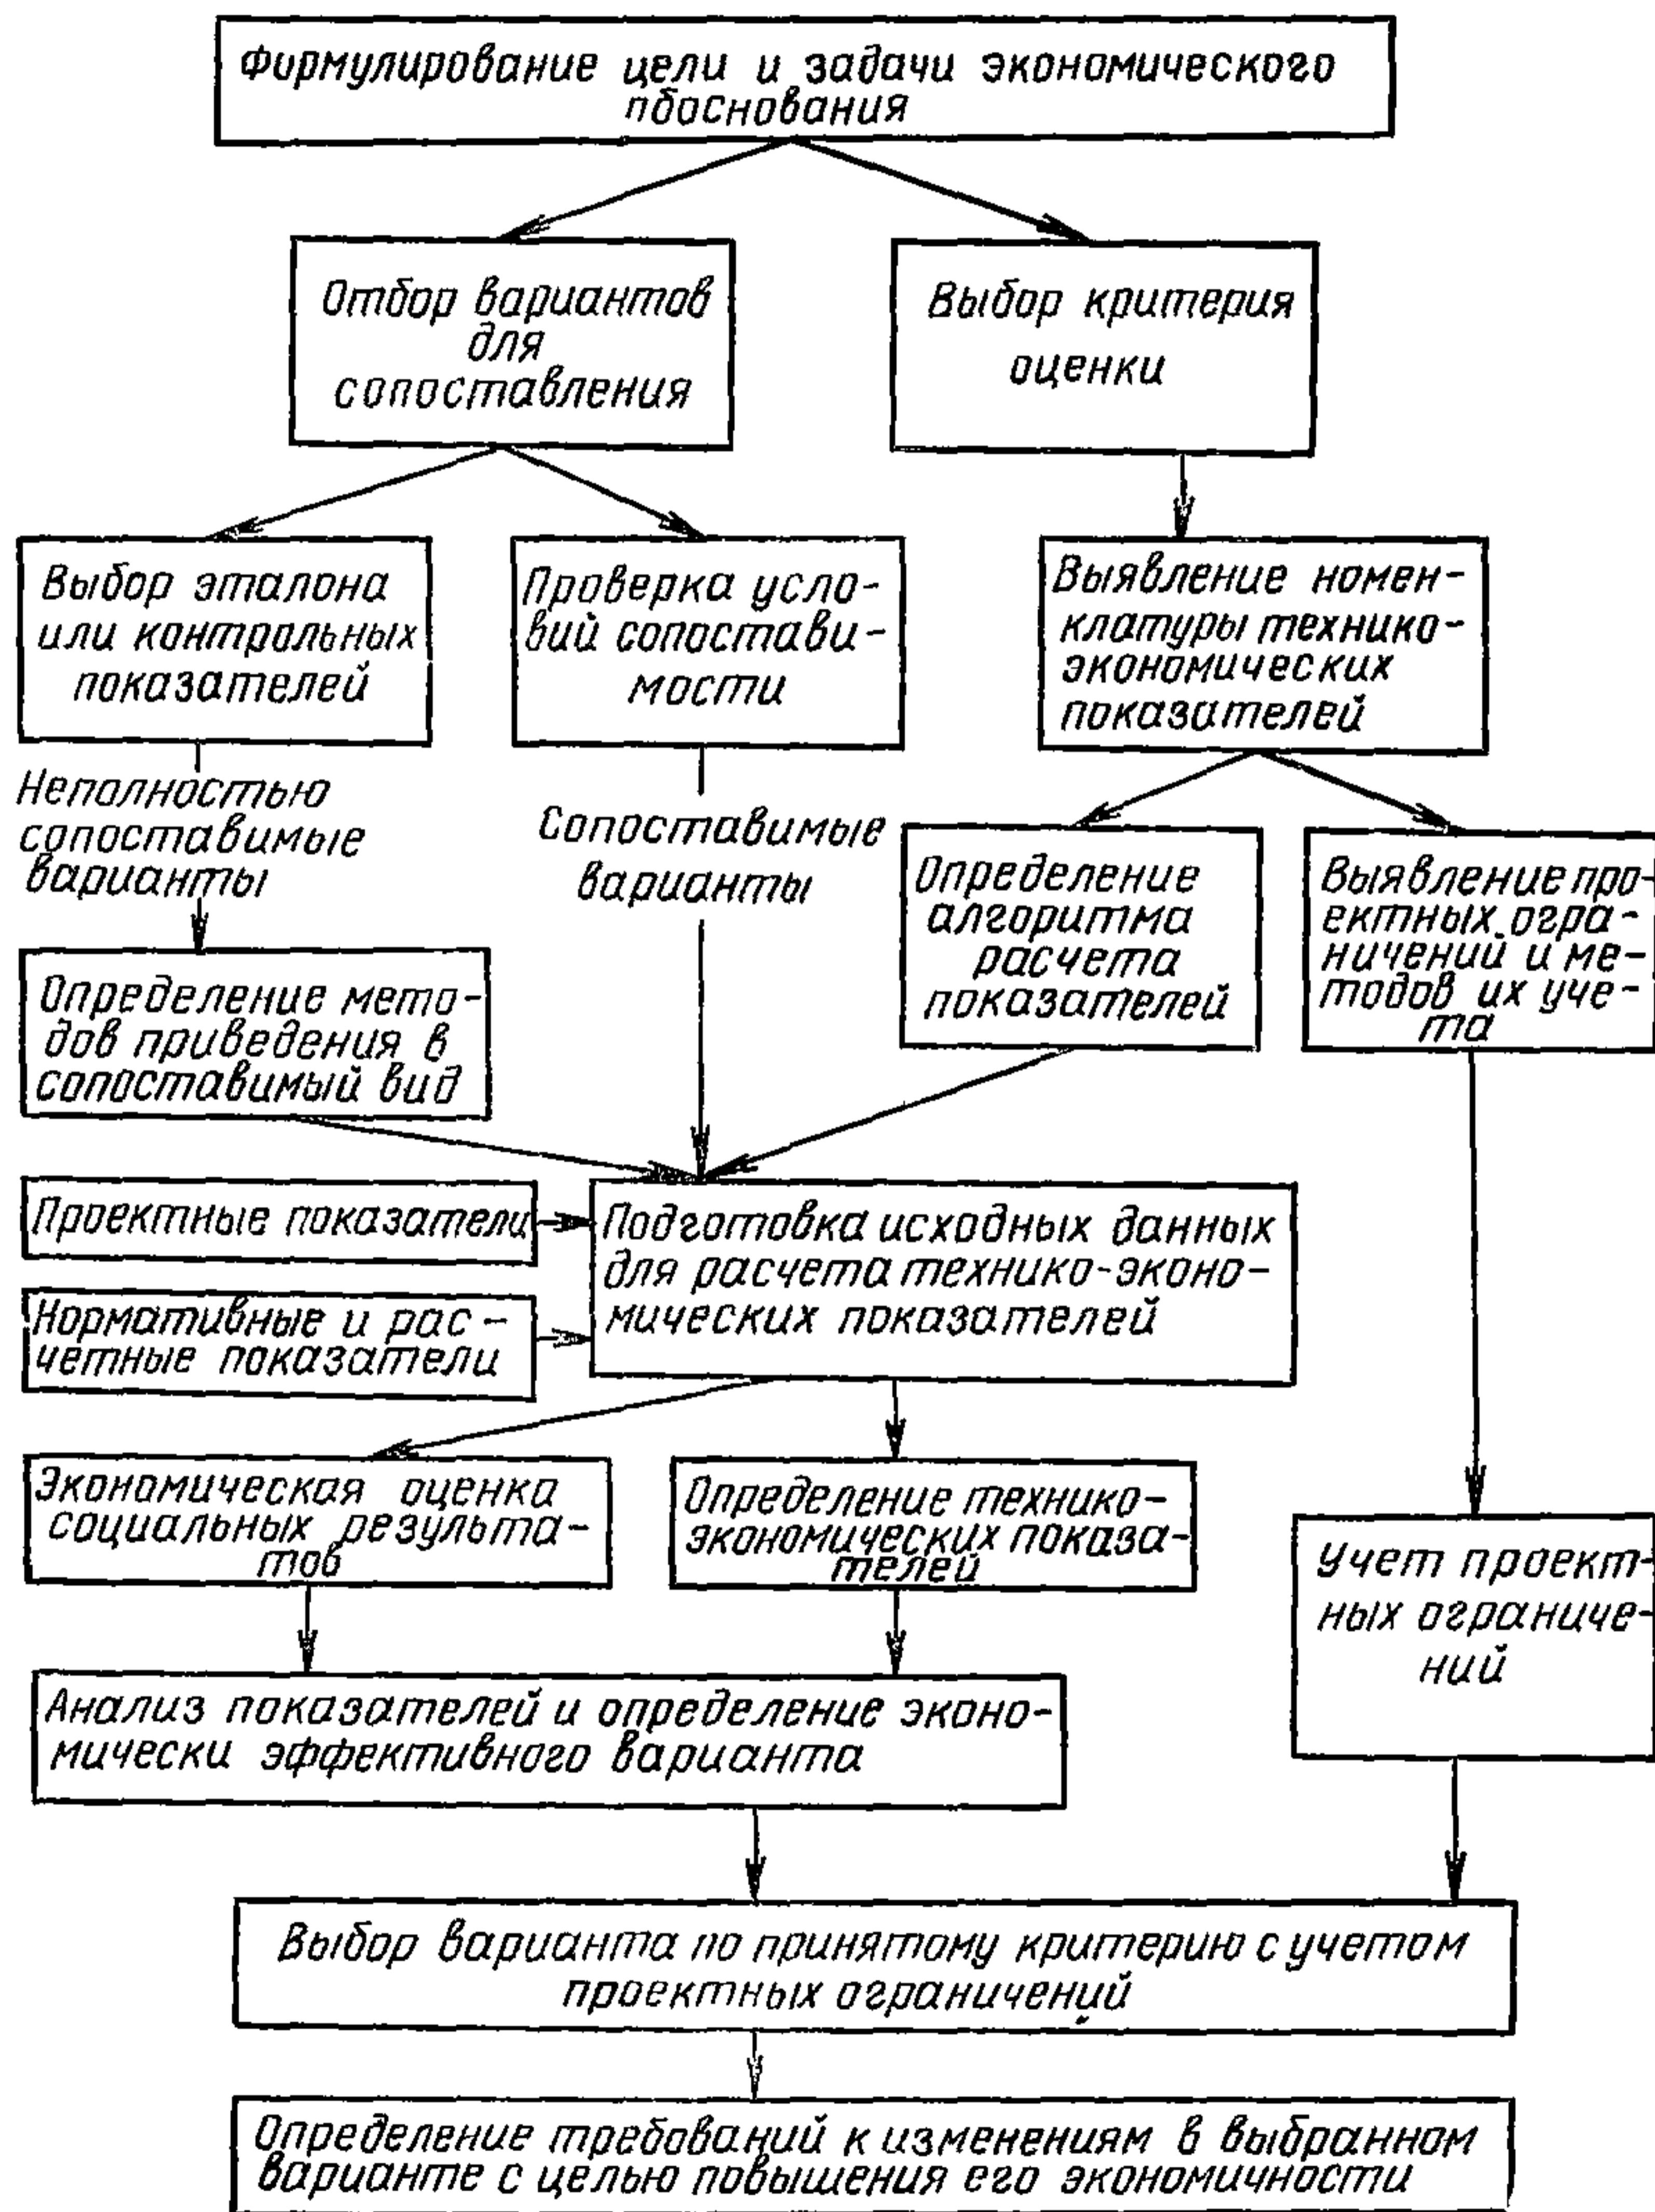 Формулирование цели и задачи экономического
пбоснования
Отбор вариантов
для
сопоставления
Выбор критерия
оценки
Выбор эталона
или контрольных
показателей
Проверка усло-
вий сопостави-
мости
Выявление номен-
клатуры технико-
экономических
показателей
Неполностью
сопоставимые
варианты
Сопоставимые
варианты
Определение
алгоритма
расчета
показателей
Выявление про-
ектных огра-
ничений и ме-
тодов их уче-
та
Определение мето-
дов приведения в
сопоставимый вид
Проектные показатели
Подготовка исходных данных
для расчета технико-эконо-
мических показателей
Нормативные и рас-
четные показатели
Экономическая оценка
социальных результа-
тов
Определение технико-
экономических показа-
телей
Учет проект-
ных ограниче-
ний
Анализ показателей и определение эконо-
мически эффективного варианта
Выбор варианта по принятому критерию с учетом
проектных ограничений
Определение требований к изменениям в выбранном
варианте с целью повышения его экономичности